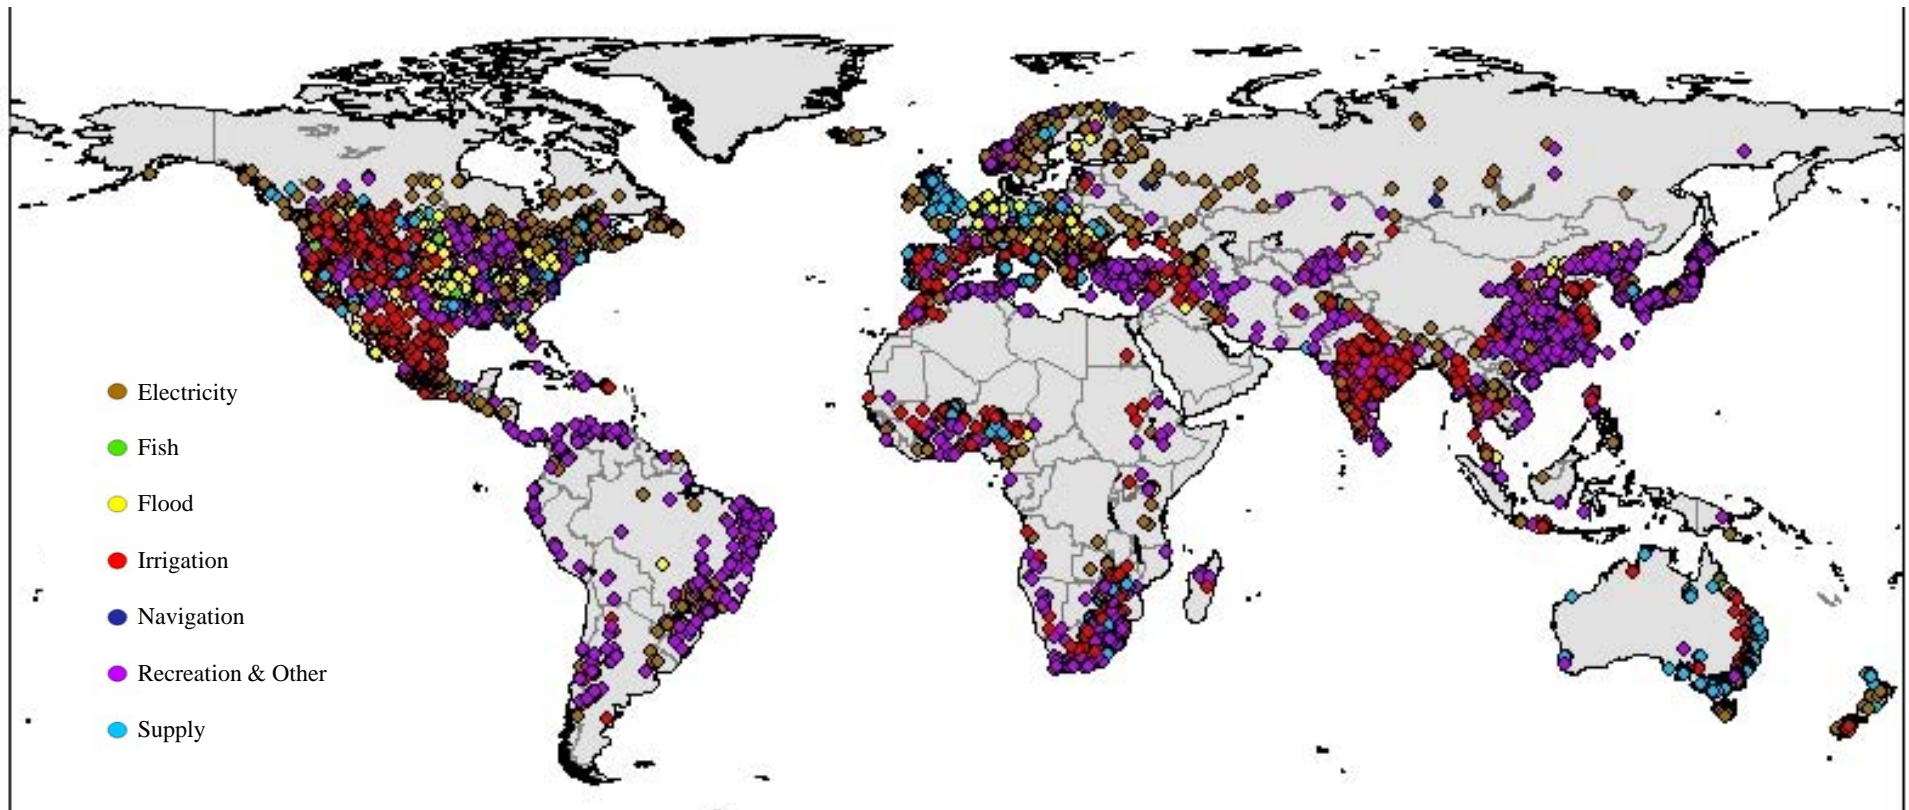 Electricity
Fish
Flood
Irrigation
Navigation
Recreation & Other
Supply